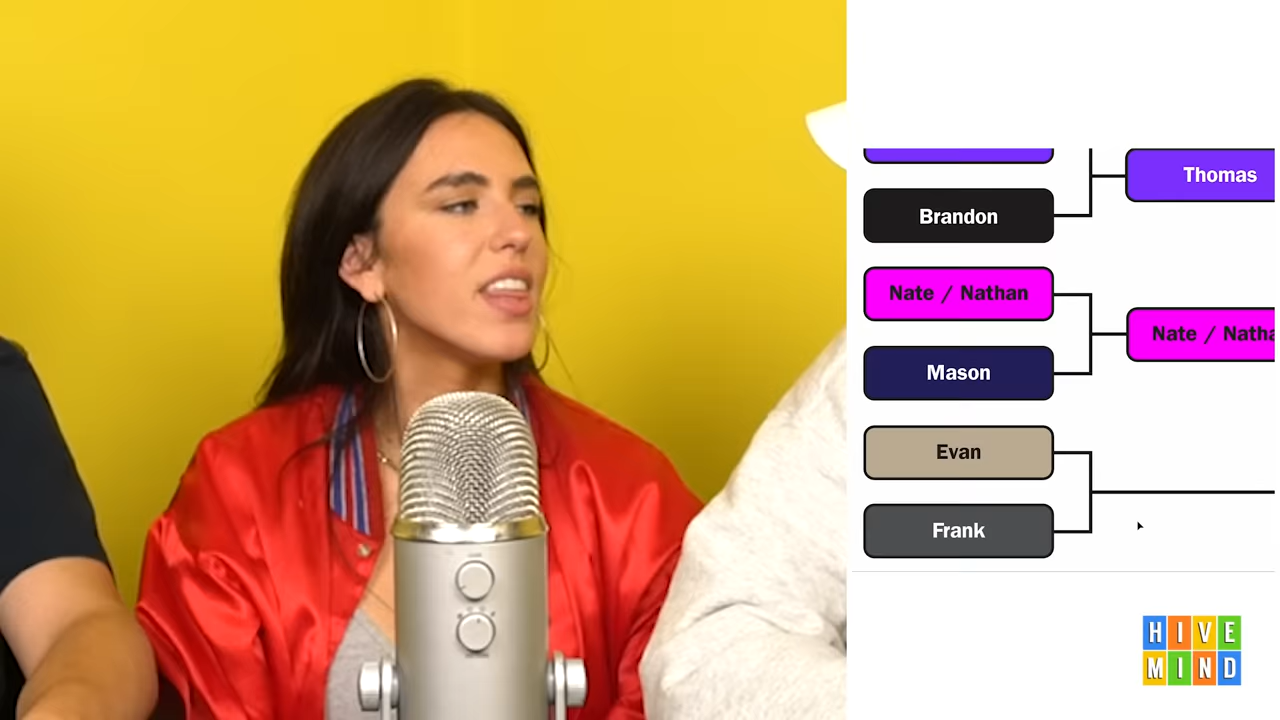 Thomas
Brandon
Nate / Nathan
Nate / Natha
Mason
Evan
Frank
HIVE
MIND